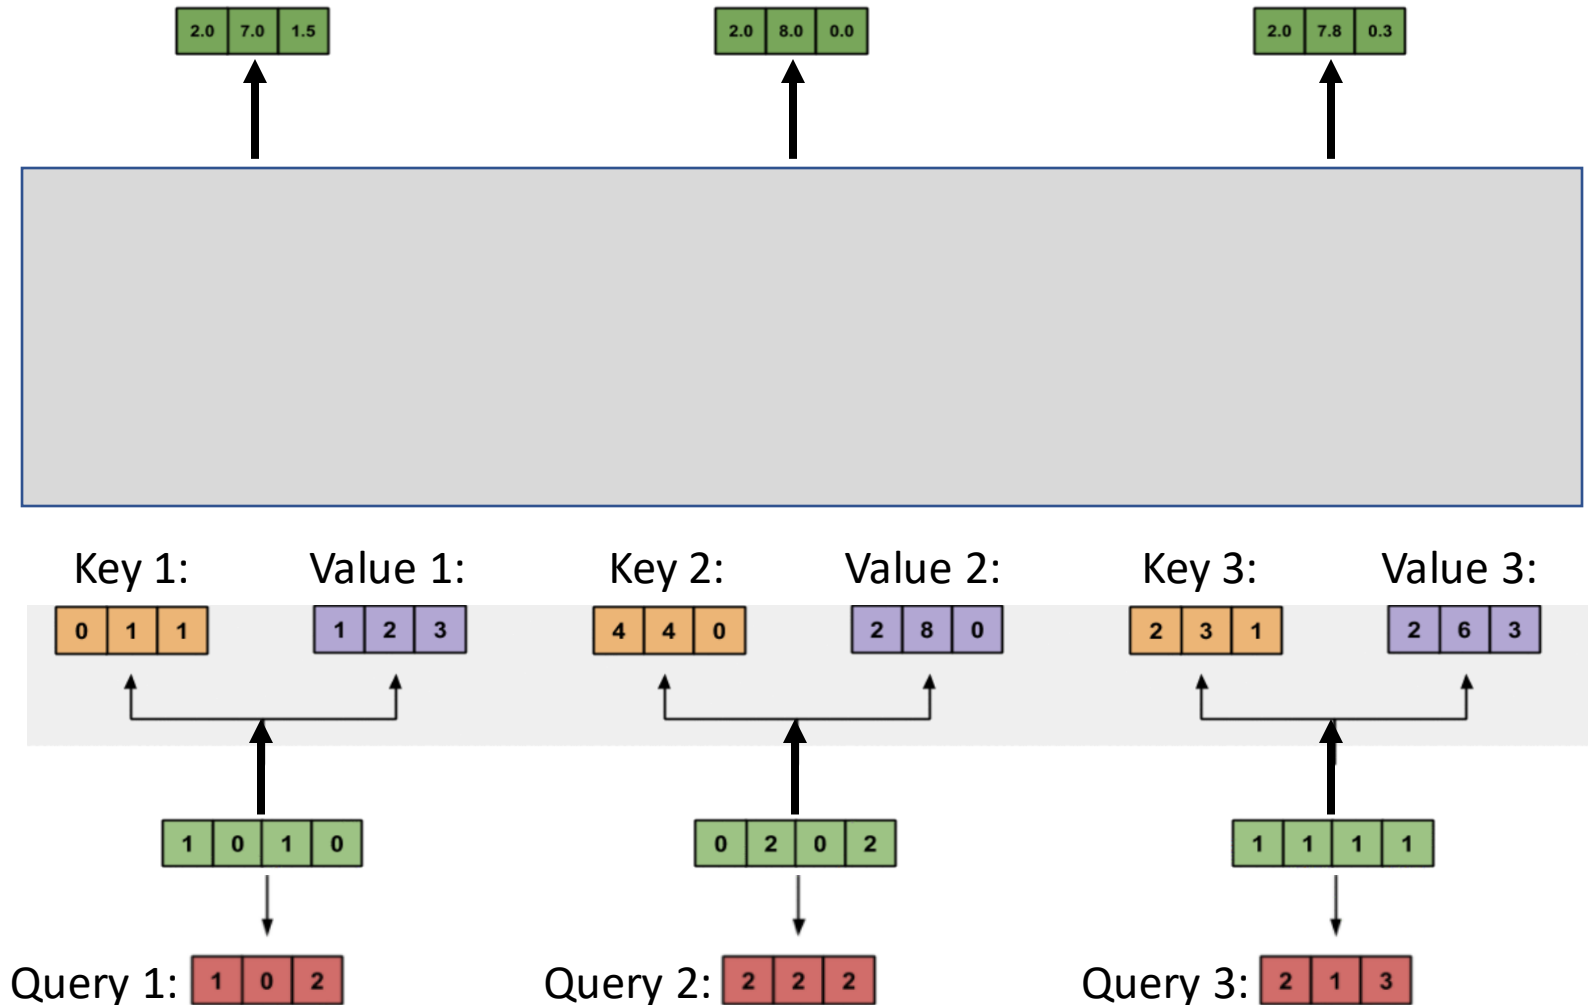 2.0 7.0 1.5 2.0 8.0 0.0 2.0 7.8 0.3
Key 1: Value 1: Key 2: Value 2: Key 3: Value 3:
0 1 1 1 2 3 4 4 0 2 8 0 2 3 1 2 6 3
1 0 1 0 0 2 0 2 1 1 1 1
Query 1: 1 0 2 Query 2: 2 2 2 Query 3: 2 1 3